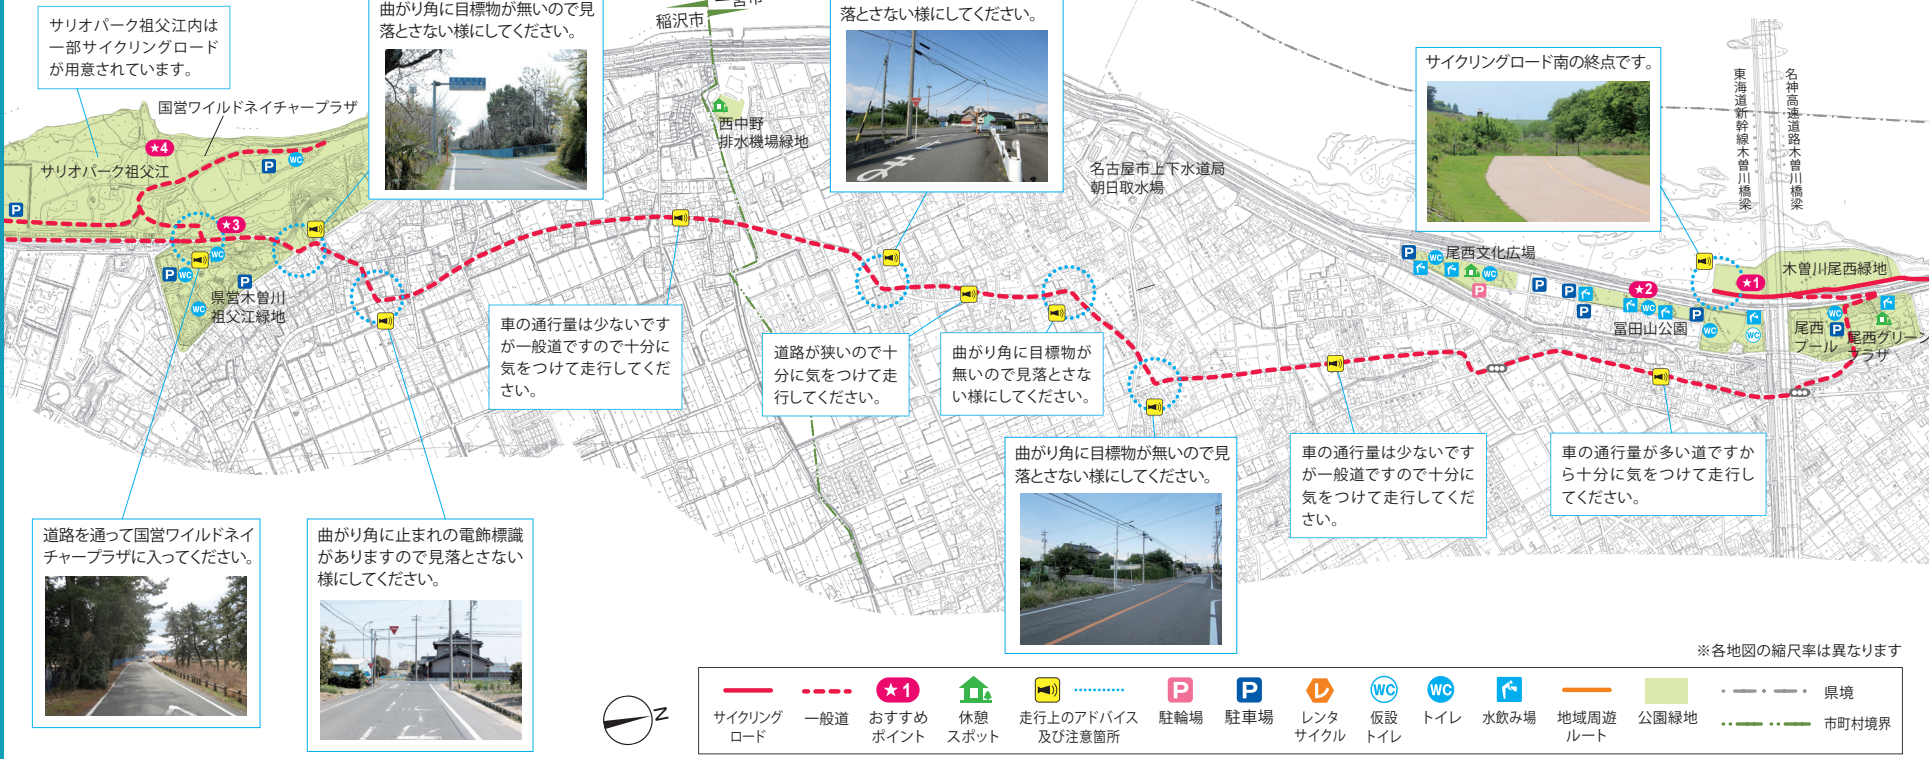 サリオパーク祖父江内は
一部サイクリングロード
が用意されています。
曲がり角に目標物が無いので見
落とさない様にしてください。
稲沢市
一宮市
落とさない様にしてください。
サイクリングロード南の終点です。
東海道新幹線木曽川橋梁
名神高速道路木曽川橋梁
国営ワイルドネイチャープラザ
★4
サリオパーク祖父江
P
WC
P
★3
WC
P
WC
P
WC
県営木曽川
祖父江緑地
西中野
排水機場緑地
名古屋市上下水道局
朝日取水場
P
WC
尾西文化広場
WC
P
P
P
P
★2
WC
冨田山公園
P
WC
WC
★1
木曽川尾西緑地
WC
P
尾西
プール
尾西グリーン
プラザ
車の通行量は少ないです
が一般道ですので十分に
気をつけて走行してくだ
さい。
道路が狭いので十
分に気をつけて走
行してください。
曲がり角に目標物が
無いので見落とさな
い様にしてください。
曲がり角に目標物が無いので見
落とさない様にしてください。
車の通行量は少ないです
が一般道ですので十分に
気をつけて走行してくだ
さい。
車の通行量が多い道ですか
ら十分に気をつけて走行し
てください。
道路を通って国営ワイルドネイ
チャープラザに入ってください。
曲がり角に止まれの電飾標識
がありますので見落とさない
様にしてください。
※各地図の縮尺率は異なります
N
サイクリング
ロード
一般道
★1
おすすめ
ポイント
休憩
スポット
走行上のアドバイス
及び注意箇所
P
駐輪場
P
駐車場
レ
レンタ
サイクル
WC
仮設
トイレ
WC
トイレ
水飲み場
地域周遊
ルート
公園緑地
県境
市町村境界